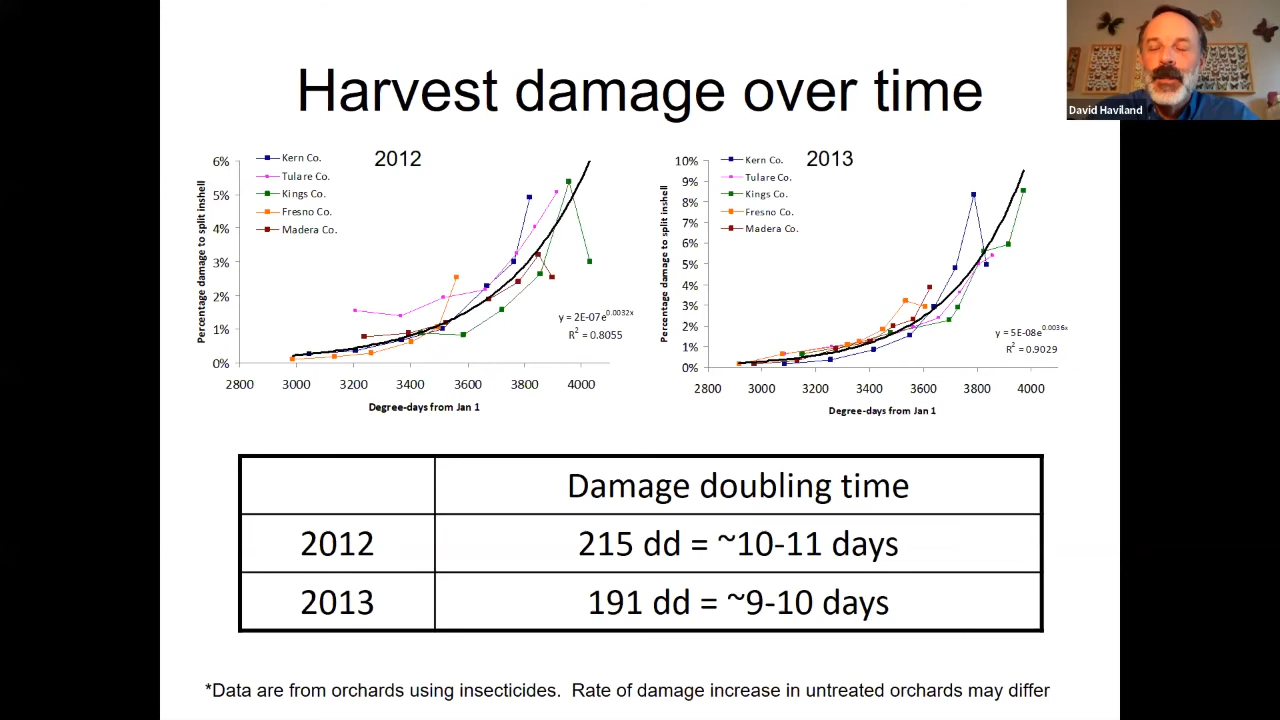 Harvest damage over time
David Haviland
2012
Kern Co.
Tulare Co.
Kings Co.
Fresno Co.
Madera Co.
Percentage damage to split inshell
6%
5%
4%
3%
2%
1%
0%
y = 2E-07e^0.0032x
R² = 0.8055
2800 3000 3200 3400 3600 3800 4000
Degree-days from Jan 1
2013
Kern Co.
Tulare Co.
Kings Co.
Fresno Co.
Madera Co.
Percentage damage to split inshell
10%
9%
8%
7%
6%
5%
4%
3%
2%
1%
0%
y = 5E-08e^0.0036x
R² = 0.9029
2800 3000 3200 3400 3600 3800 4000
Degree-days from Jan 1
Damage doubling time
2012 215 dd = ~10-11 days
2013 191 dd = ~9-10 days
*Data are from orchards using insecticides. Rate of damage increase in untreated orchards may differ